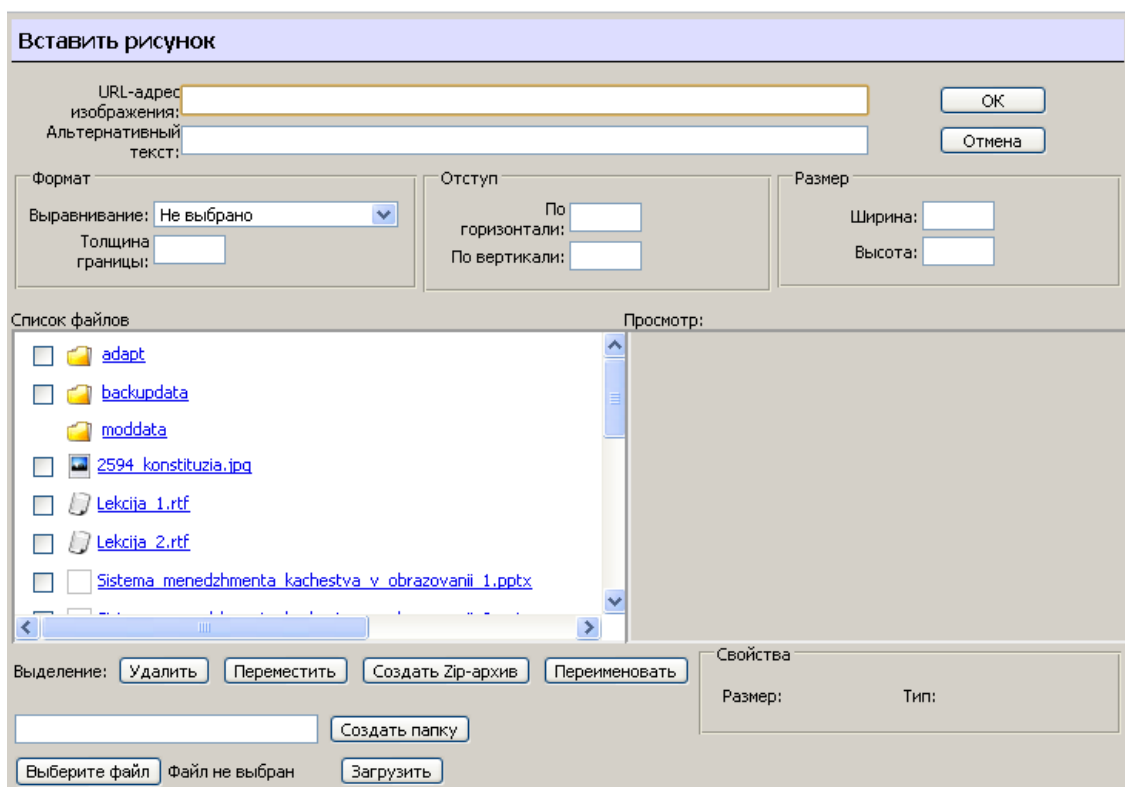 Вставить рисунок
URL-адрес
изображения:
ОК
Альтернативный
текст:
Отмена
Формат
Выравнивание: Не выбрано
Толщина
границы:
Отступ
По
горизонтали:
По вертикали:
Размер
Ширина:
Высота:
Список файлов
Просмотр:
adapt
backupdata
moddata
2594_konstituzia.jpg
Lekcija_1.rtf
Lekcija_2.rtf
Sistema_menedzhmenta_kachestva_v_obrazovanii_1.pptx
Выделение: Удалить Переместить Создать Zip-архив Переименовать
Свойства
Размер: Тип:
Создать папку
Выберите файл Файл не выбран Загрузить